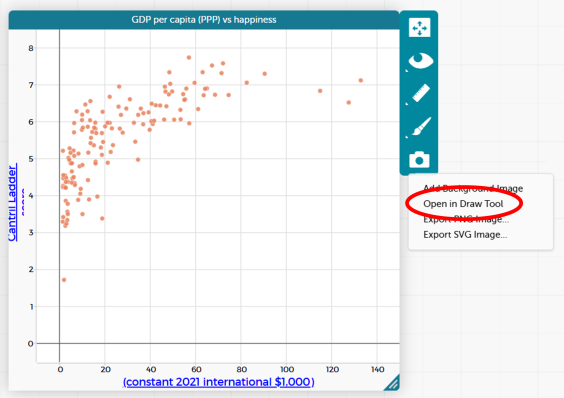 GDP per capita (PPP) vs happiness
8
7
6
5
4
3
2
1
0
Cantril Ladder
score
0 20 40 60 80 100 120 140
(constant 2021 international $1,000)
Add Background Image
Open in Draw Tool
Export PNG Image...
Export SVG Image...